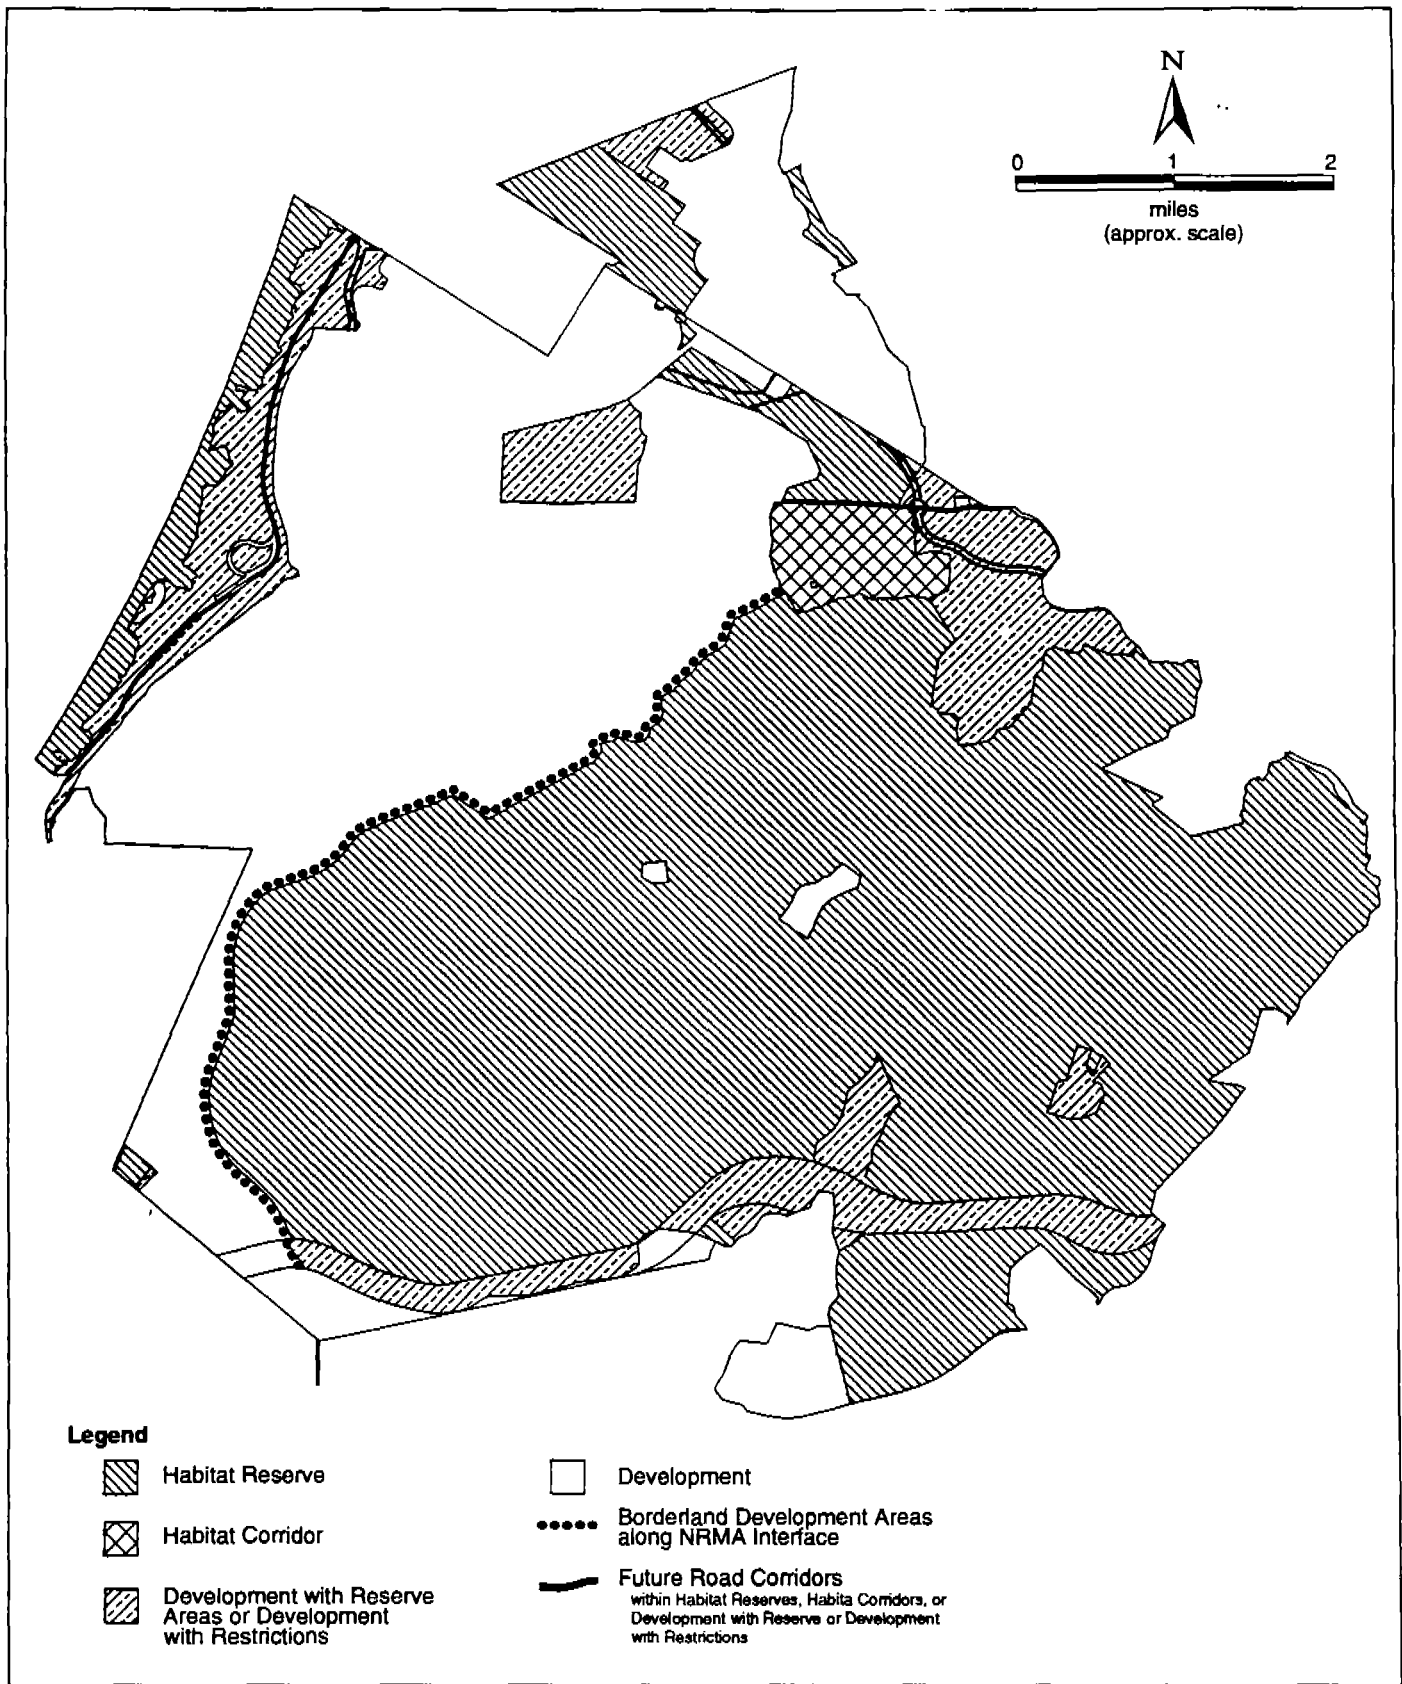 N
0 1 2
miles
(approx. scale)
Legend
Habitat Reserve
Habitat Corridor
Development with Reserve
Areas or Development
with Restrictions
Development
Borderland Development Areas
along NRMA Interface
Future Road Corridors
within Habitat Reserves, Habita Corridors, or
Development with Reserve or Development
with Restrictions